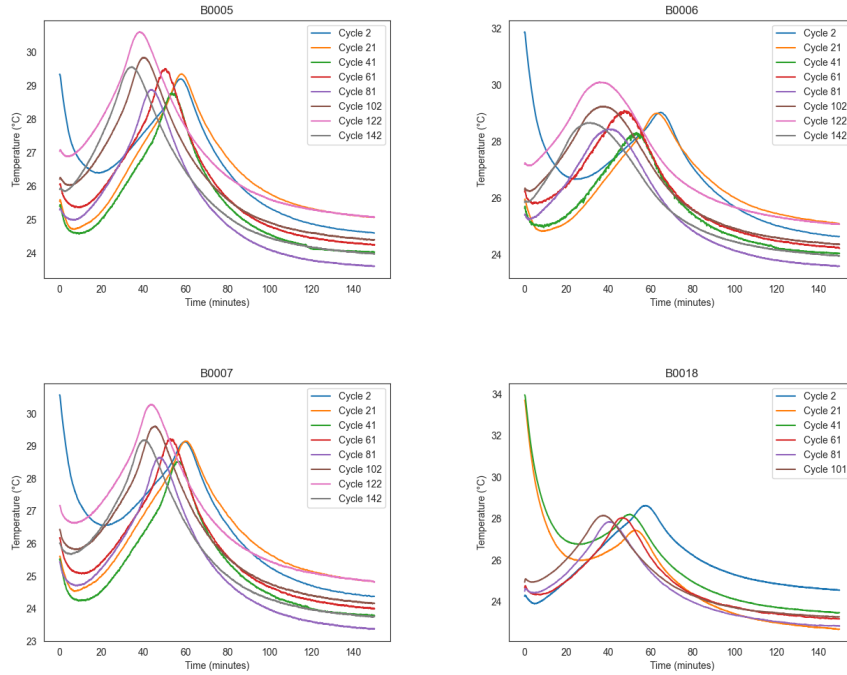 B0005
Temperature (°C)
30
29
28
27
26
25
24
Cycle 2
Cycle 21
Cycle 41
Cycle 61
Cycle 81
Cycle 102
Cycle 122
Cycle 142
0 20 40 60 80 100 120 140
Time (minutes)
B0006
Temperature (°C)
32
30
28
26
24
Cycle 2
Cycle 21
Cycle 41
Cycle 61
Cycle 81
Cycle 102
Cycle 122
Cycle 142
0 20 40 60 80 100 120 140
Time (minutes)
B0007
Temperature (°C)
30
29
28
27
26
25
24
23
Cycle 2
Cycle 21
Cycle 41
Cycle 61
Cycle 81
Cycle 102
Cycle 122
Cycle 142
0 20 40 60 80 100 120 140
Time (minutes)
B0018
Temperature (°C)
34
32
30
28
26
24
Cycle 2
Cycle 21
Cycle 41
Cycle 61
Cycle 81
Cycle 101
0 20 40 60 80 100 120 140
Time (minutes)